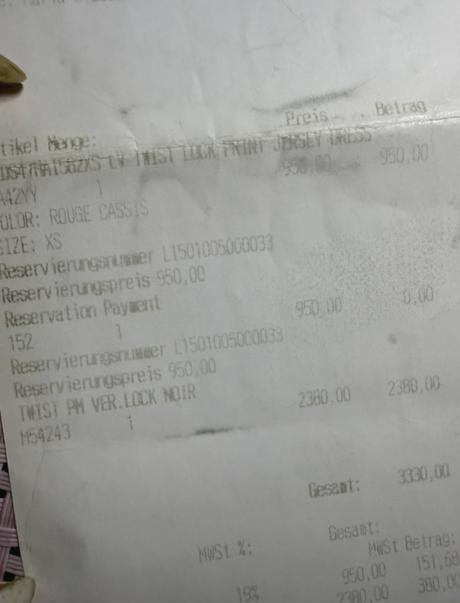 Preis Betrag
tikel Menge:
LV TWIST LOCK PRINT JERSEY DRESS
A42YY 1 950,00 950,00
OLOR: ROUGE CASSIS
SIZE: XS
Reservierungsnummer L1501005000033
Reservierungspreis 950,00
Reservation Payment
152 1 950,00 0,00
Reservierungsnummer L1501005000033
Reservierungspreis 950,00
TWIST PM VER.LOCK NOIR
M54243 1 2380,00 2380,00
Gesamt: 3330,00
Gesamt:
MWSt %: MWSt Betrag:
950,00 151,68
19% 2380,00 380,00